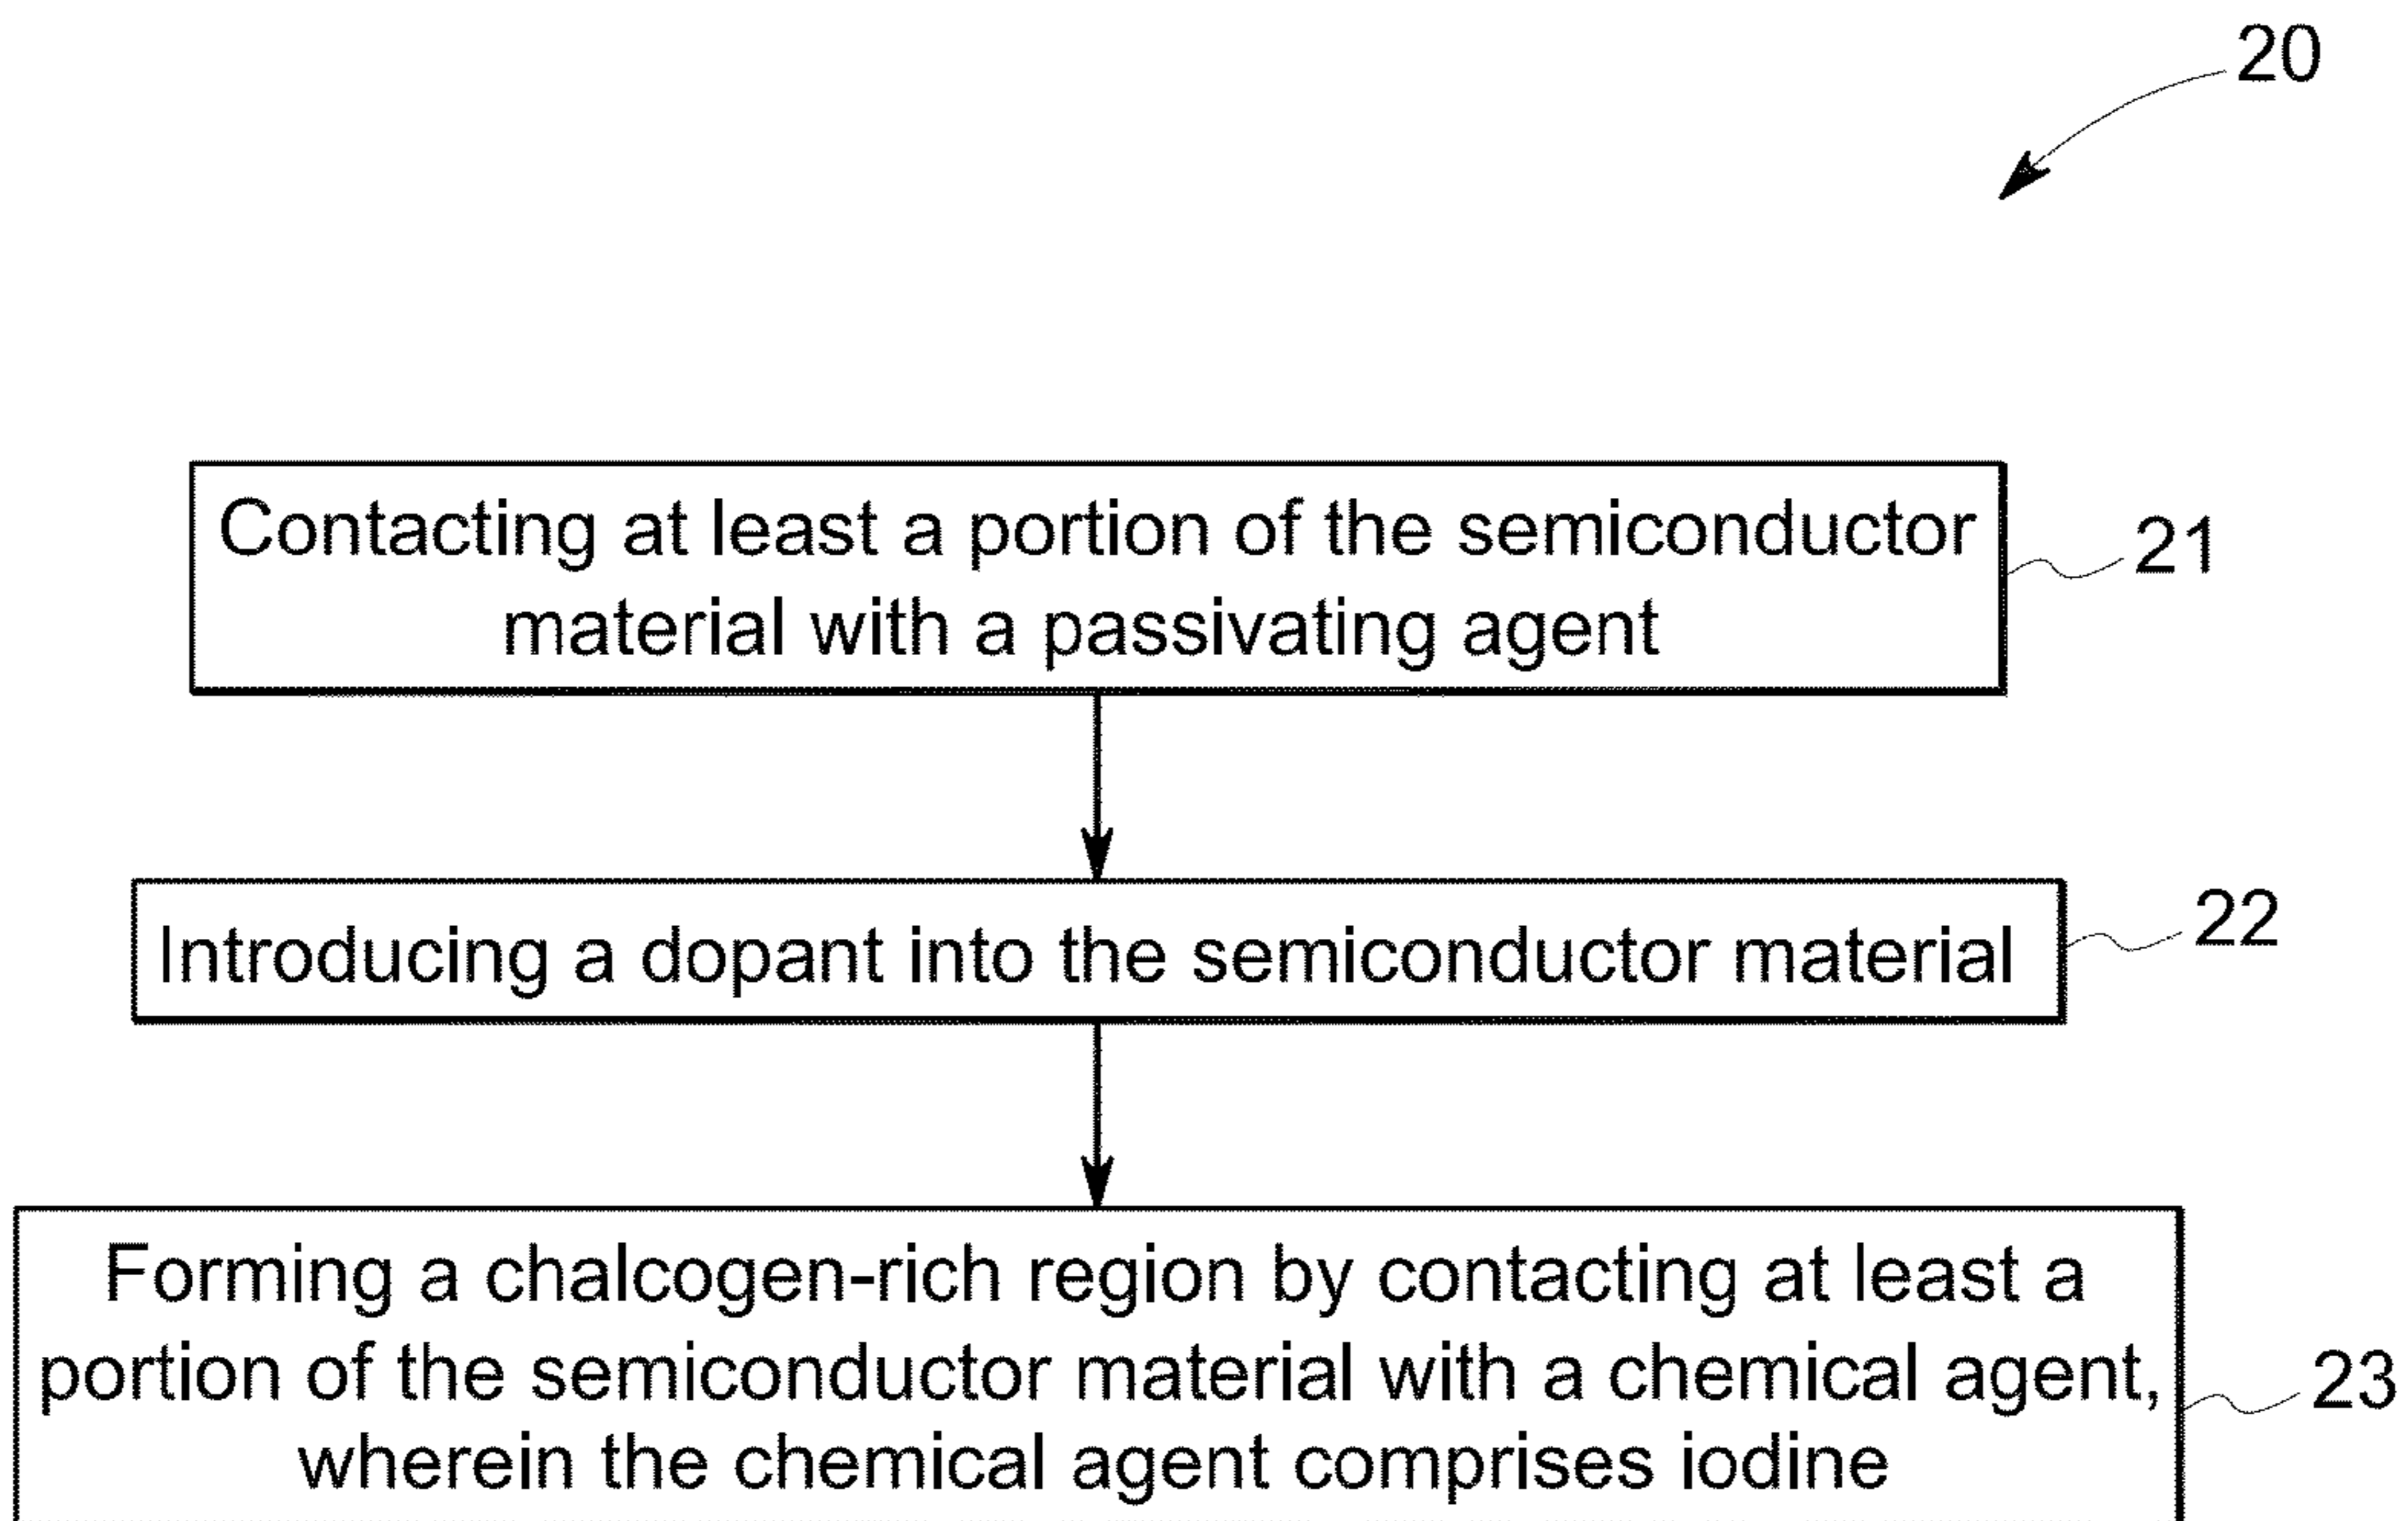 20
Contacting at least a portion of the semiconductor
material with a passivating agent
21
Introducing a dopant into the semiconductor material
22
Forming a chalcogen-rich region by contacting at least a
portion of the semiconductor material with a chemical agent,
wherein the chemical agent comprises iodine
23